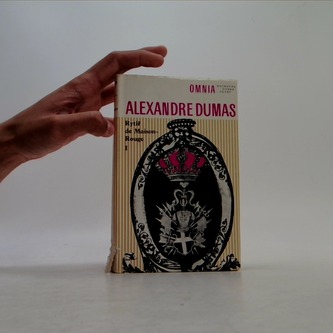 OMNIA
ALEXANDRE DUMAS
Rytíř
de Maison-
Rouge
I